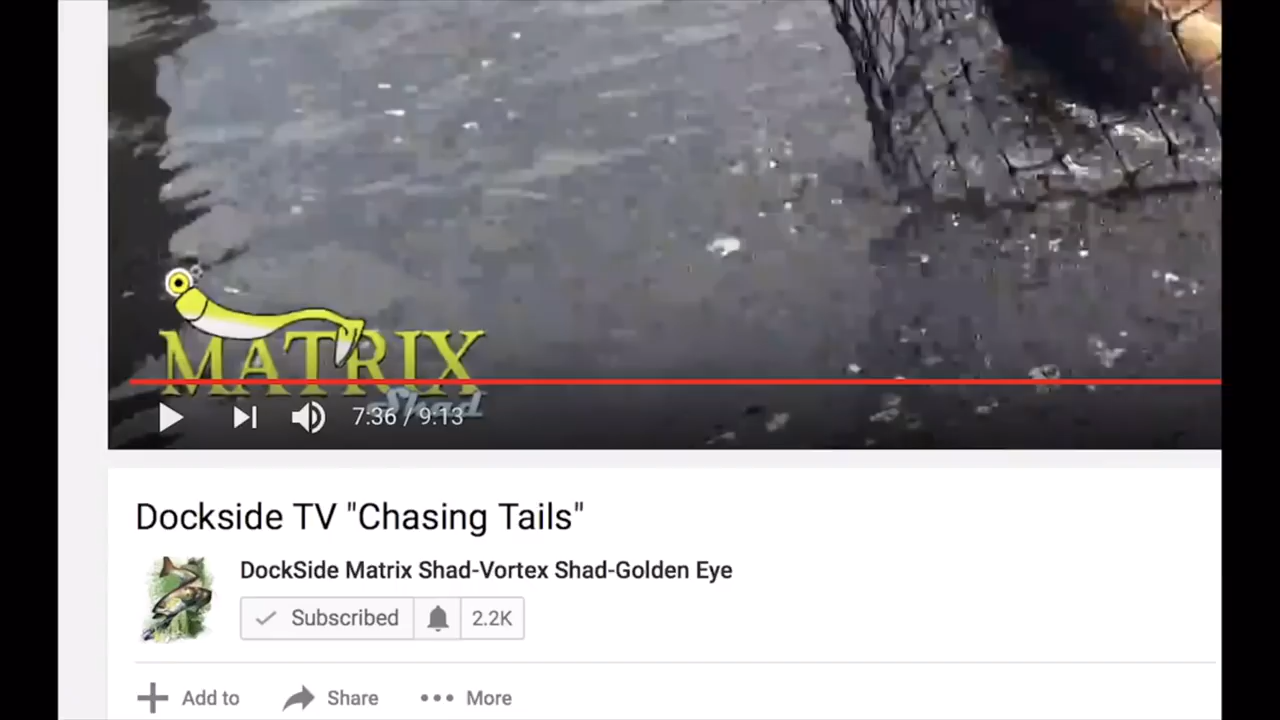 MATRIX
Shad
7:36 / 9:13
Dockside TV "Chasing Tails"
DockSide Matrix Shad-Vortex Shad-Golden Eye
Subscribed 2.2K
Add to Share More